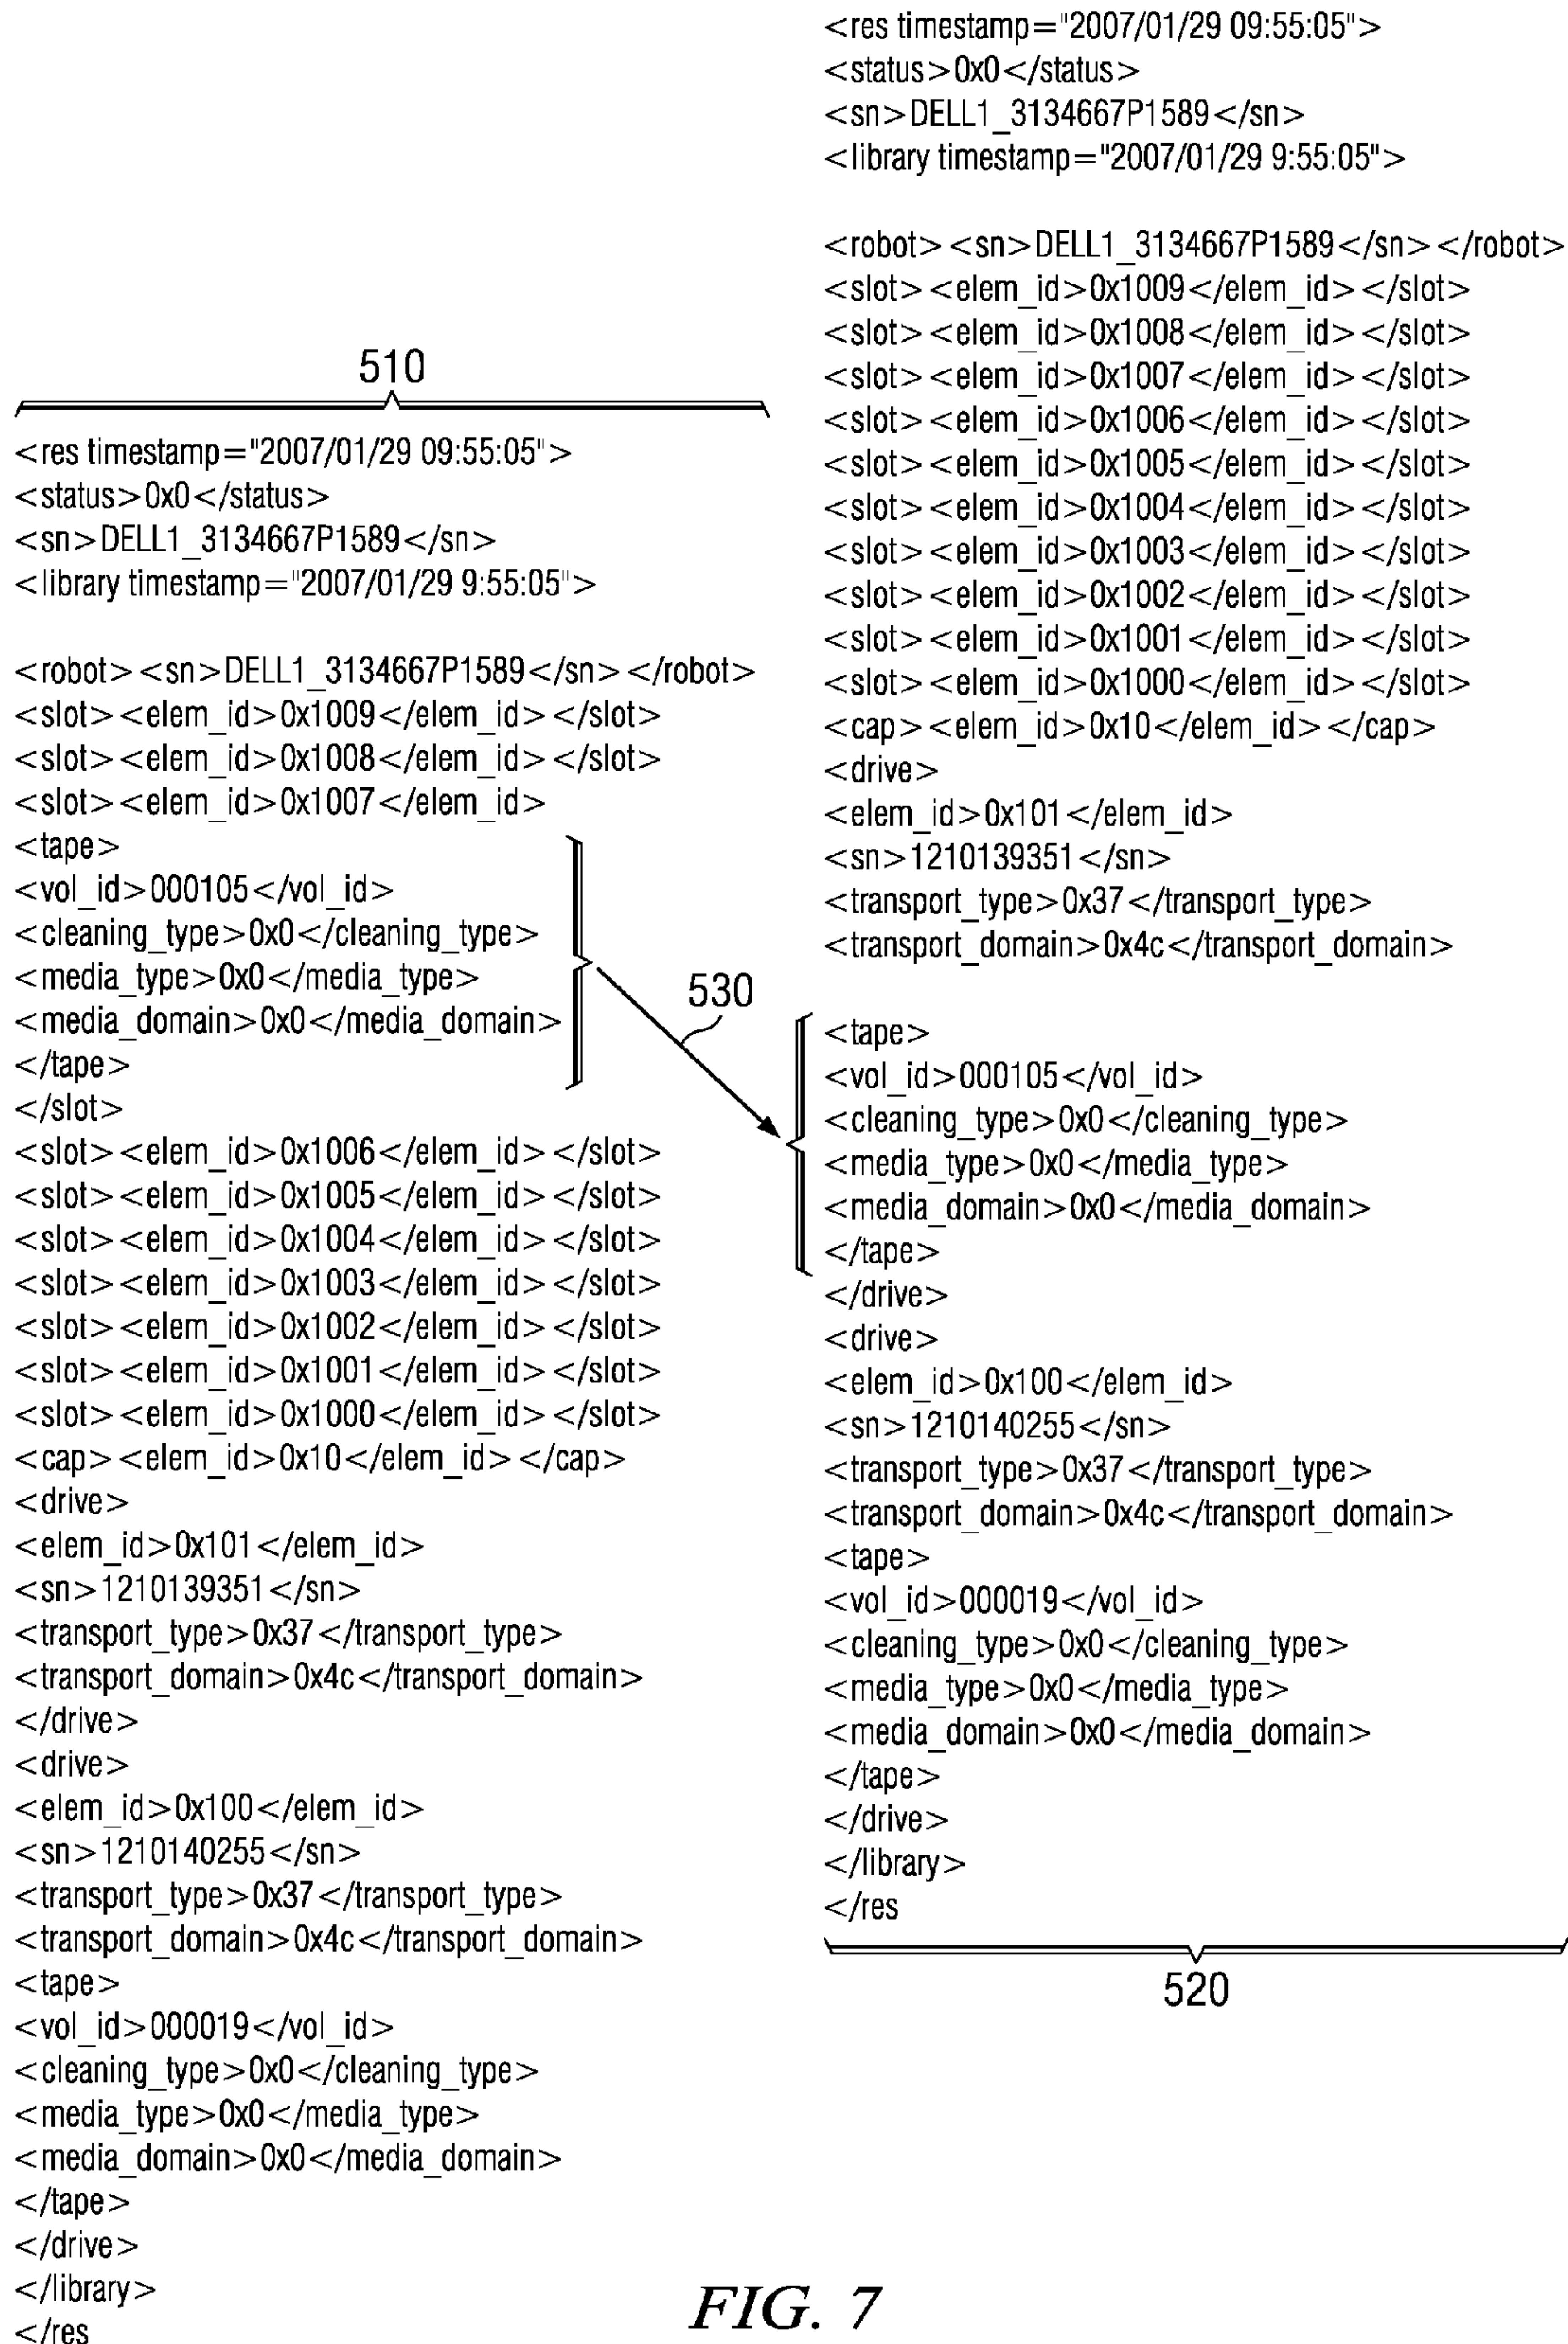 510
<res timestamp="2007/01/29 09:55:05">
<status>0x0</status>
<sn>DELL1_3134667P1589</sn>
<library timestamp="2007/01/29 9:55:05">
<robot><sn>DELL1_3134667P1589</sn></robot>
<slot><elem_id>0x1009</elem_id></slot>
<slot><elem_id>0x1008</elem_id></slot>
<slot><elem_id>0x1007</elem_id>
<tape>
<vol_id>000105</vol_id>
<cleaning_type>0x0</cleaning_type>
<media_type>0x0</media_type>
<media_domain>0x0</media_domain>
</tape>
</slot>
<slot><elem_id>0x1006</elem_id></slot>
<slot><elem_id>0x1005</elem_id></slot>
<slot><elem_id>0x1004</elem_id></slot>
<slot><elem_id>0x1003</elem_id></slot>
<slot><elem_id>0x1002</elem_id></slot>
<slot><elem_id>0x1001</elem_id></slot>
<slot><elem_id>0x1000</elem_id></slot>
<cap><elem_id>0x10</elem_id></cap>
<drive>
<elem_id>0x101</elem_id>
<sn>1210139351</sn>
<transport_type>0x37</transport_type>
<transport_domain>0x4c</transport_domain>
</drive>
<drive>
<elem_id>0x100</elem_id>
<sn>1210140255</sn>
<transport_type>0x37</transport_type>
<transport_domain>0x4c</transport_domain>
<tape>
<vol_id>000019</vol_id>
<cleaning_type>0x0</cleaning_type>
<media_type>0x0</media_type>
<media_domain>0x0</media_domain>
</tape>
</drive>
</library>
</res
530
<res timestamp="2007/01/29 09:55:05">
<status>0x0</status>
<sn>DELL1_3134667P1589</sn>
<library timestamp="2007/01/29 9:55:05">
<robot><sn>DELL1_3134667P1589</sn></robot>
<slot><elem_id>0x1009</elem_id></slot>
<slot><elem_id>0x1008</elem_id></slot>
<slot><elem_id>0x1007</elem_id></slot>
<slot><elem_id>0x1006</elem_id></slot>
<slot><elem_id>0x1005</elem_id></slot>
<slot><elem_id>0x1004</elem_id></slot>
<slot><elem_id>0x1003</elem_id></slot>
<slot><elem_id>0x1002</elem_id></slot>
<slot><elem_id>0x1001</elem_id></slot>
<slot><elem_id>0x1000</elem_id></slot>
<cap><elem_id>0x10</elem_id></cap>
<drive>
<elem_id>0x101</elem_id>
<sn>1210139351</sn>
<transport_type>0x37</transport_type>
<transport_domain>0x4c</transport_domain>
<tape>
<vol_id>000105</vol_id>
<cleaning_type>0x0</cleaning_type>
<media_type>0x0</media_type>
<media_domain>0x0</media_domain>
</tape>
</drive>
<drive>
<elem_id>0x100</elem_id>
<sn>1210140255</sn>
<transport_type>0x37</transport_type>
<transport_domain>0x4c</transport_domain>
<tape>
<vol_id>000019</vol_id>
<cleaning_type>0x0</cleaning_type>
<media_type>0x0</media_type>
<media_domain>0x0</media_domain>
</tape>
</drive>
</library>
</res
520
FIG. 7